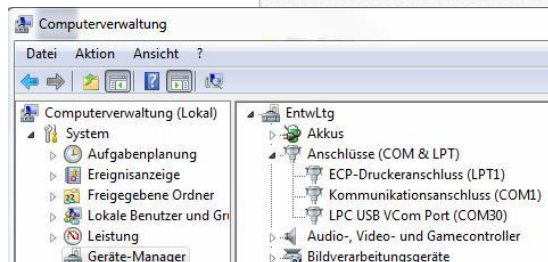 Computerverwaltung
Datei Aktion Ansicht ?
Computerverwaltung (Lokal)
System
Aufgabenplanung
Ereignisanzeige
Freigegebene Ordner
Lokale Benutzer und Gru
Leistung
Geräte-Manager
EntwLtg
Akkus
Anschlüsse (COM & LPT)
ECP-Druckeranschluss (LPT1)
Kommunikationsanschluss (COM1)
LPC USB VCom Port (COM30)
Audio-, Video- und Gamecontroller
Bildverarbeitungsgeräte